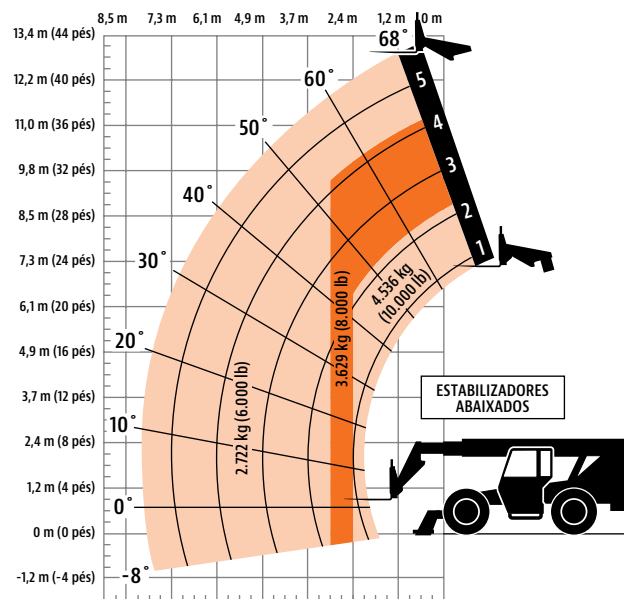 8,5 m 7,3 m 6,1 m 4,9 m 3,7 m 2,4 m 1,2 m 0 m
13,4 m (44 pés)
12,2 m (40 pés)
11,0 m (36 pés)
9,8 m (32 pés)
8,5 m (28 pés)
7,3 m (24 pés)
6,1 m (20 pés)
4,9 m (16 pés)
3,7 m (12 pés)
2,4 m (8 pés)
1,2 m (4 pés)
0 m (0 pés)
-1,2 m (-4 pés)
68°
60°
50°
40°
30°
20°
10°
0°
-8°
5
4
3
2
1
2.722 kg (6.000 lb)
3.629 kg (8.000 lb)
4.536 kg
(10.000 lb)
ESTABILIZADORES
ABAIXADOS